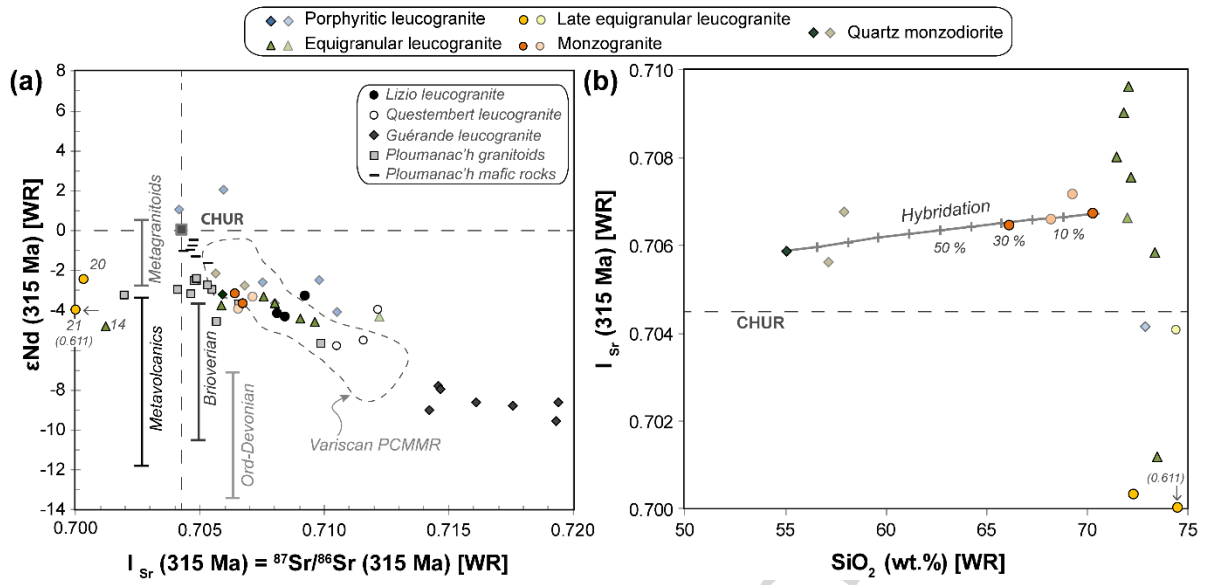 Porphyritic leucogranite
Late equigranular leucogranite
Quartz monzodiorite
Equigranular leucogranite
Monzogranite
(a)
8
6
4
2
0
-2
-4
-6
-8
-10
-12
-14
εNd (315 Ma) [WR]
Lizio leucogranite
Questembert leucogranite
Guérande leucogranite
Ploumanac'h granitoids
Ploumanac'h mafic rocks
CHUR
Metagranitoids
20
21
(0.611)
14
Metavolcanics
Brioverian
Ord-Devonian
Variscan PCMMR
0.700
0.705
0.710
0.715
0.720
I Sr (315 Ma) = 87Sr/86Sr (315 Ma) [WR]
(b)
0.710
0.708
0.706
0.704
0.702
0.700
I Sr (315 Ma) [WR]
Hybridation
50 %
30 %
10 %
CHUR
(0.611)
50
55
60
65
70
75
SiO2 (wt.%) [WR]